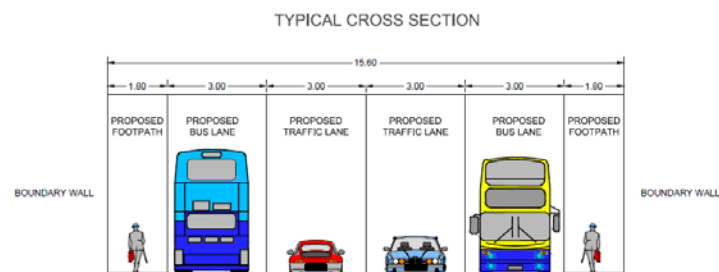 TYPICAL CROSS SECTION
15.60
1.80 3.00 3.00 3.00 3.00 1.80
PROPOSED FOOTPATH
PROPOSED BUS LANE
PROPOSED TRAFFIC LANE
PROPOSED TRAFFIC LANE
PROPOSED BUS LANE
PROPOSED FOOTPATH
BOUNDARY WALL
BOUNDARY WALL